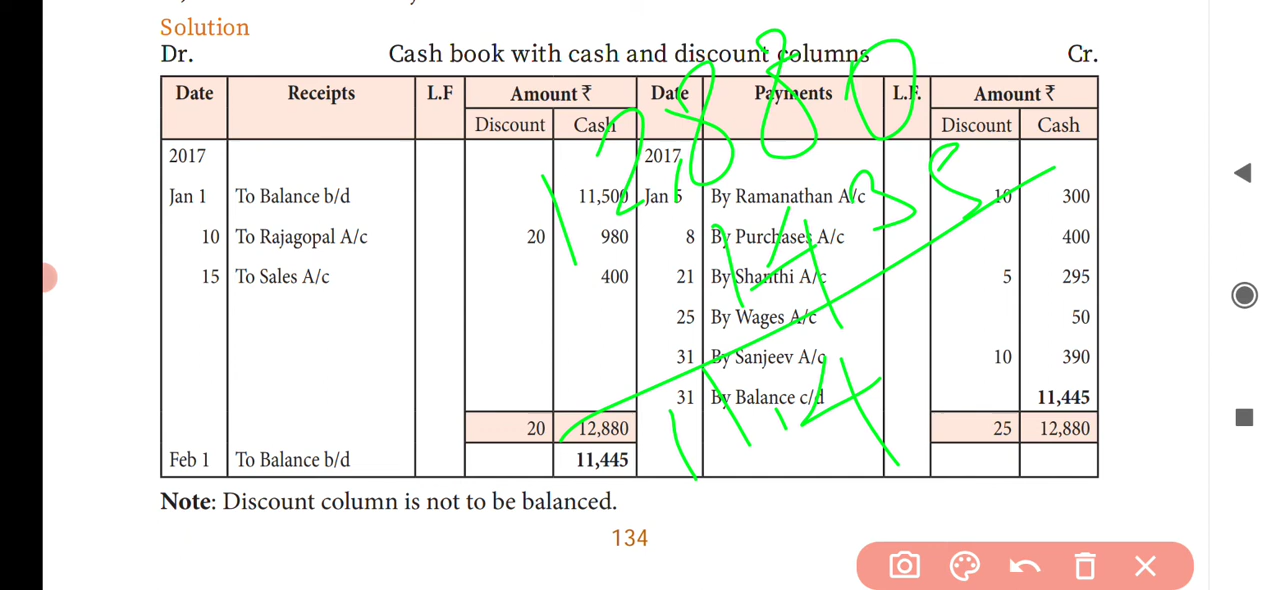 Solution
Dr. Cash book with cash and discount columns Cr.
Date Receipts L.F Amount ₹ Date Payments L.F. Amount ₹
Discount Cash Discount Cash
2017 2017
Jan 1 To Balance b/d 11,500 Jan 5 By Ramanathan A/c 10 300
10 To Rajagopal A/c 20 980 8 By Purchases A/c 400
15 To Sales A/c 400 21 By Shanthi A/c 5 295
25 By Wages A/c 50
31 By Sanjeev A/c 10 390
31 By Balance c/d 11,445
20 12,880 25 12,880
Feb 1 To Balance b/d 11,445
Note: Discount column is not to be balanced.
134
12,880
1435